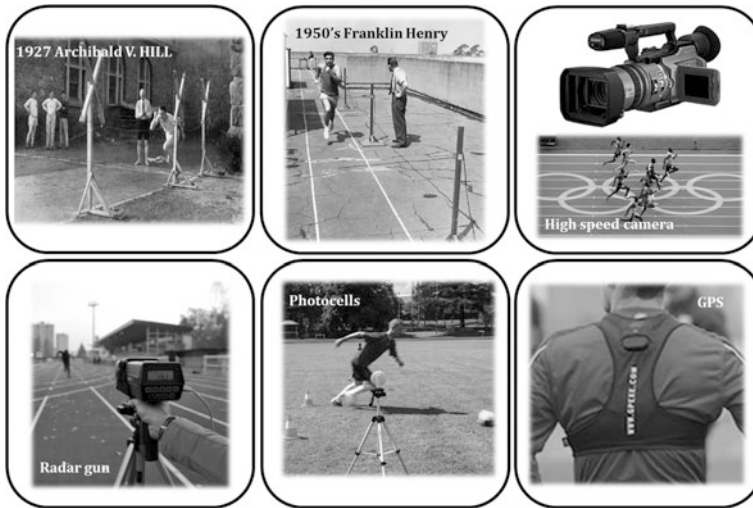 1927 Archibald V. HILL
1950's Franklin Henry
High speed camera
Radar gun
Photocells
GPS
WWW.GPEXE.COM